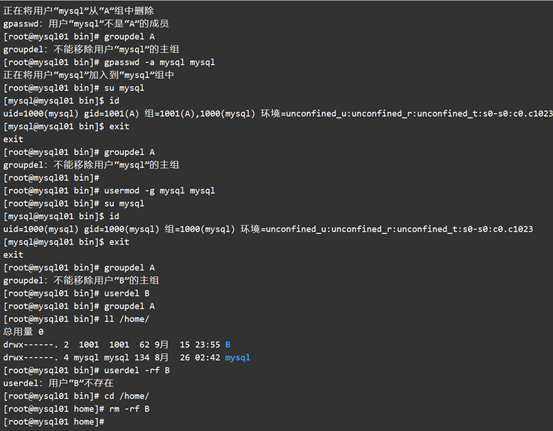 正在将用户“mysql”从“A”组中删除
gpasswd：用户“mysql”不是“A”的成员
[root@mysql01 bin]# groupdel A
groupdel：不能移除用户“mysql”的主组
[root@mysql01 bin]# gpasswd -a mysql mysql
正在将用户“mysql”加入到“mysql”组中
[root@mysql01 bin]# su mysql
[mysql@mysql01 bin]$ id
uid=1000(mysql) gid=1001(A) 组=1001(A),1000(mysql) 环境=unconfined_u:unconfined_r:unconfined_t:s0-s0:c0.c1023
[mysql@mysql01 bin]$ exit
exit
[root@mysql01 bin]# groupdel A
groupdel：不能移除用户“mysql”的主组
[root@mysql01 bin]#
[root@mysql01 bin]# usermod -g mysql mysql
[root@mysql01 bin]# su mysql
[mysql@mysql01 bin]$ id
uid=1000(mysql) gid=1000(mysql) 组=1000(mysql) 环境=unconfined_u:unconfined_r:unconfined_t:s0-s0:c0.c1023
[mysql@mysql01 bin]$ exit
exit
[root@mysql01 bin]# groupdel A
groupdel：不能移除用户“B”的主组
[root@mysql01 bin]# userdel B
[root@mysql01 bin]# groupdel A
[root@mysql01 bin]# ll /home/
总用量 0
drwx------. 2  1001  1001  62 9月  15 23:55 B
drwx------. 4 mysql mysql 134 8月  26 02:42 mysql
[root@mysql01 bin]# userdel -rf B
userdel：用户“B”不存在
[root@mysql01 bin]# cd /home/
[root@mysql01 home]# rm -rf B
[root@mysql01 home]#